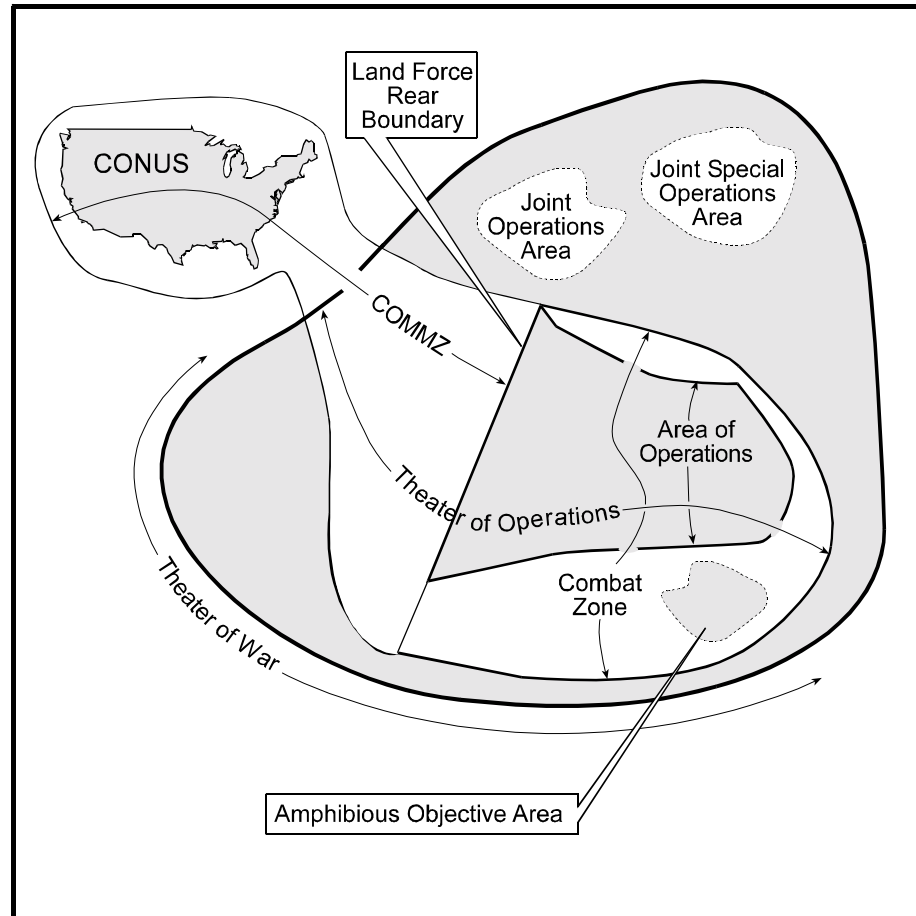 Land Force
Rear
Boundary
CONUS
Joint Special
Operations
Area
Joint
Operations
Area
COMMZ
Area of
Operations
Theater of Operations
Combat
Zone
Theater of War
Amphibious Objective Area